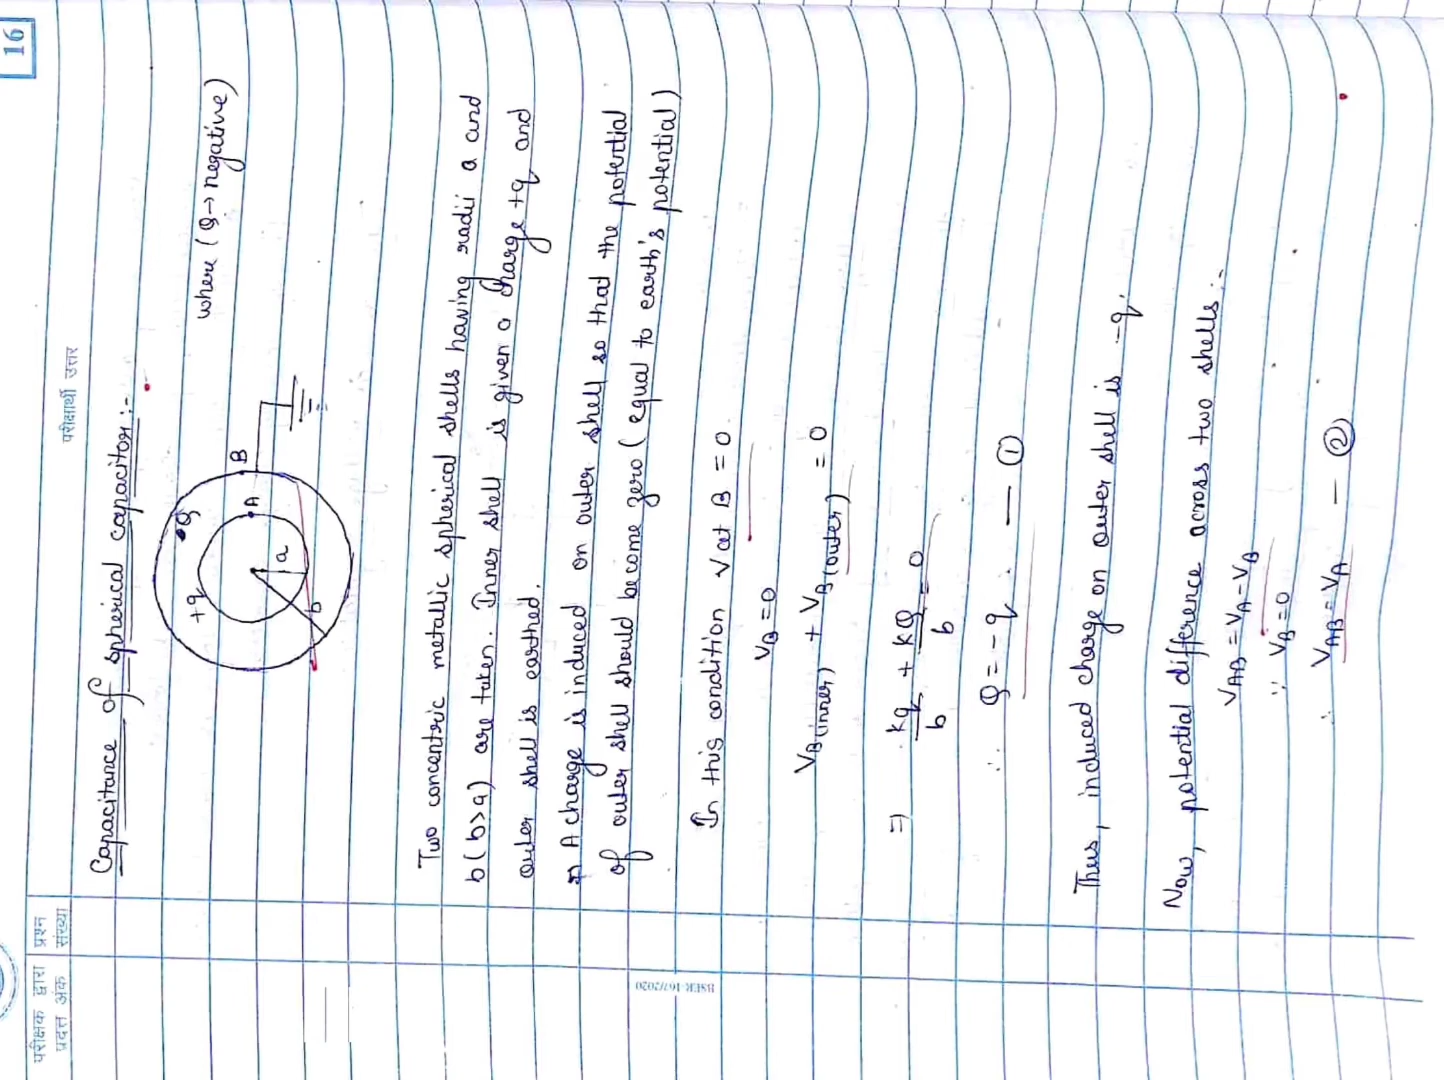 16
परीक्षक द्वारा प्रदत्त अंक
प्रश्न संख्या
परीक्षार्थी उत्तर
Capacitance of spherical capacitor :-
where (Q→ negative)
+q
Q
A
B
a
b
Two concentric metallic spherical shells having radii a and
b(b>a) are taken. Inner shell is given a charge +q and
outer shell is earthed.
A charge is induced on outer shell so that the potential
of outer shell should become zero (equal to earth's potential)
In this condition V at B = 0
V_B = 0
V_B(inner) + V_B(outer) = 0
⇒ kq/b + kQ/b = 0
∴ Q = -q — ①
Thus, induced charge on outer shell is -q.
Now, potential difference across two shells :-
V_AB = V_A - V_B
∵ V_B = 0
∴ V_AB = V_A — ②
BSER-167/2020